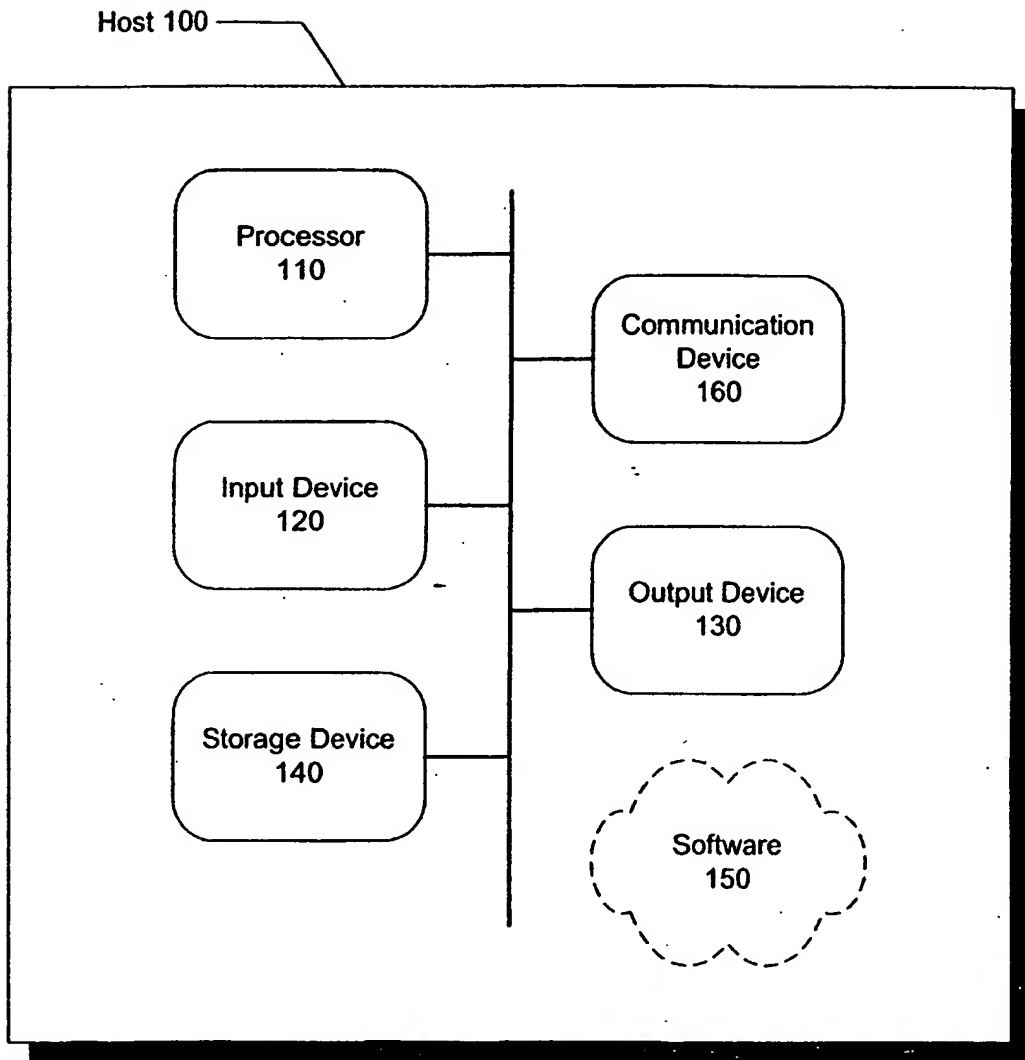 Host 100
Processor
110
Communication
Device
160
Input Device
120
Output Device
130
Storage Device
140
Software
150